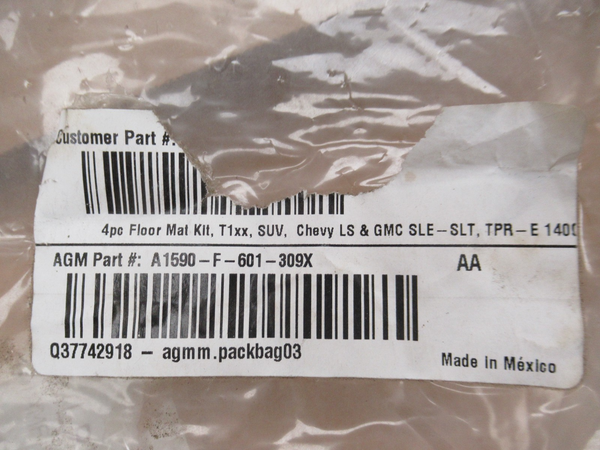 Customer Part #:
4pc Floor Mat Kit, T1xx, SUV, Chevy LS & GMC SLE-SLT, TPR-E 1400
AGM Part #: A1590-F-601-309X AA
Q37742918 - agmm.packbag03
Made in México